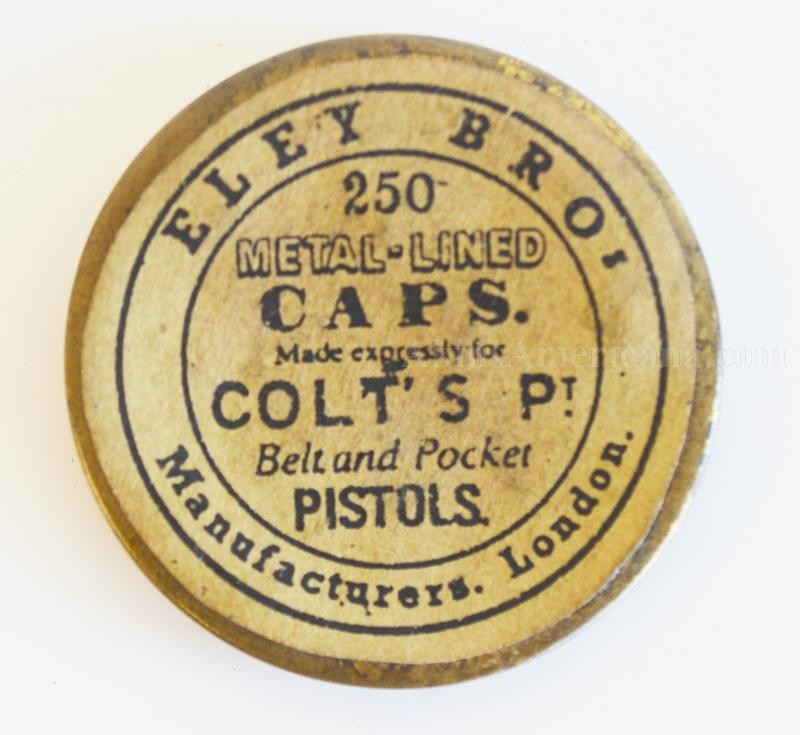 ELEY BROS
250
METAL-LINED
CAPS.
Made expressly for
COLT'S PT
Belt and Pocket
PISTOLS.
Manufacturers. London.